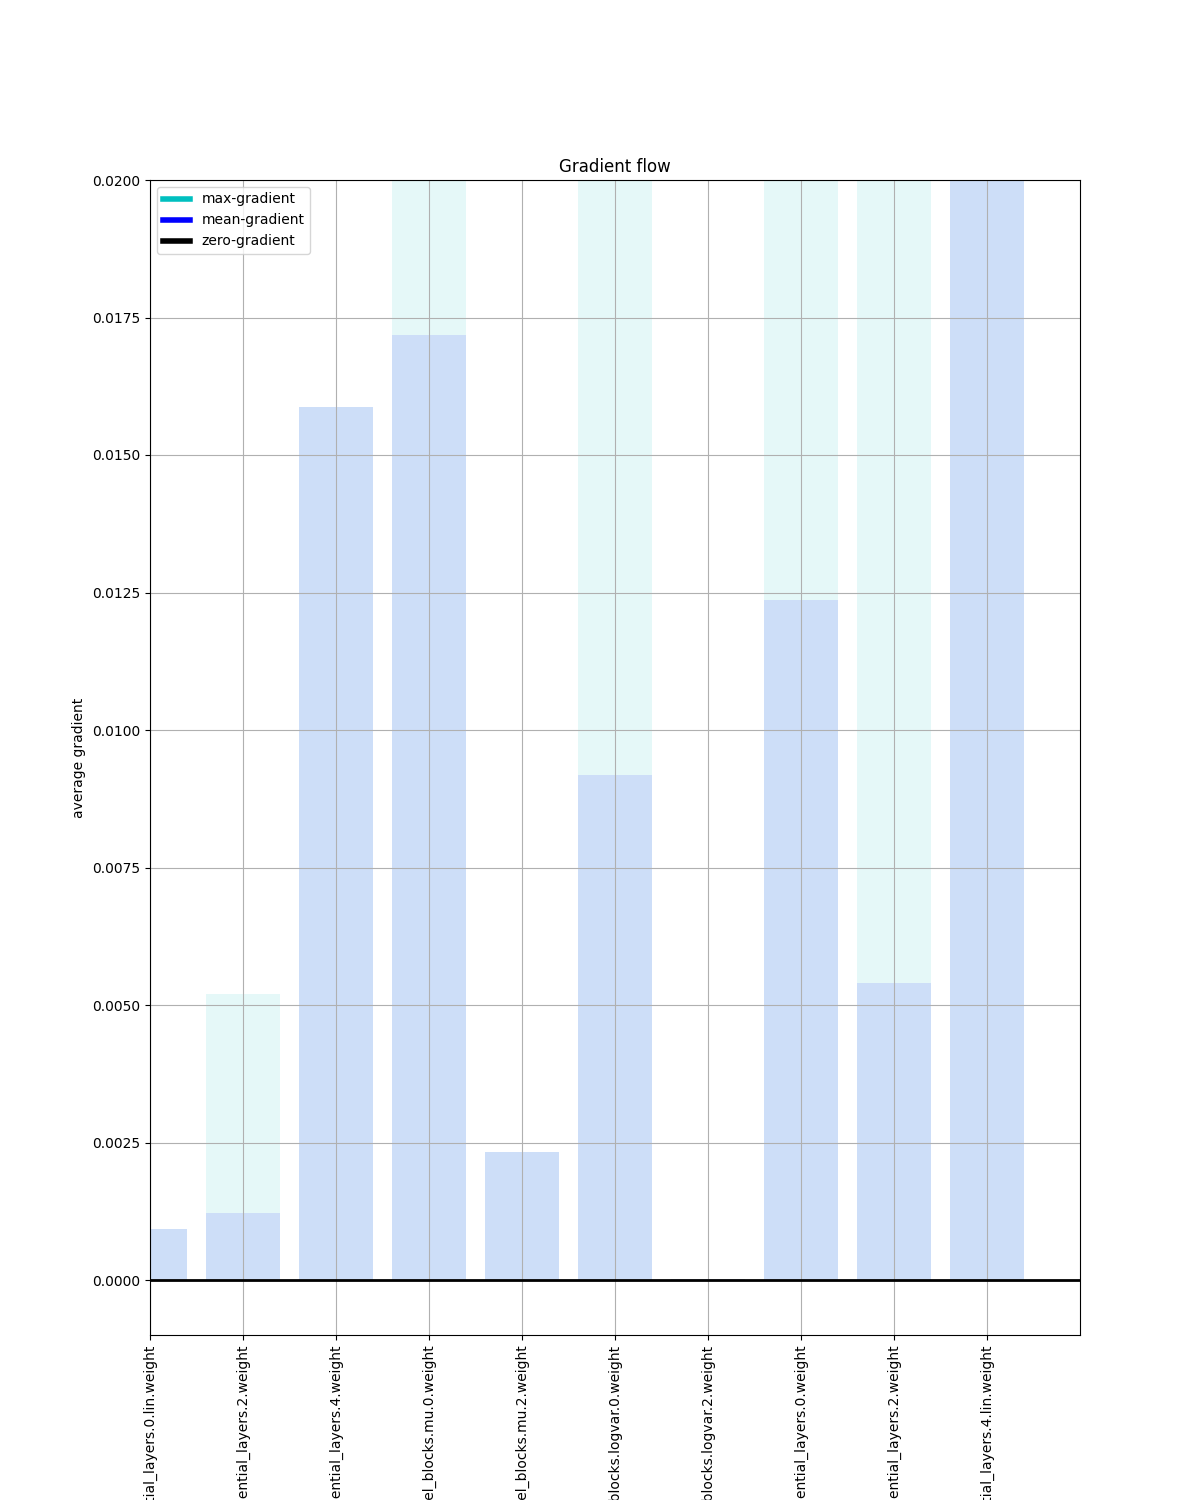 Gradient flow
max-gradient
mean-gradient
zero-gradient
0.0200
0.0175
0.0150
0.0125
0.0100
0.0075
0.0050
0.0025
0.0000
average gradient
tial_layers.0.lin.weight
ential_layers.2.weight
ential_layers.4.weight
el_blocks.mu.0.weight
el_blocks.mu.2.weight
blocks.logvar.0.weight
blocks.logvar.2.weight
ential_layers.0.weight
ential_layers.2.weight
tial_layers.4.lin.weight